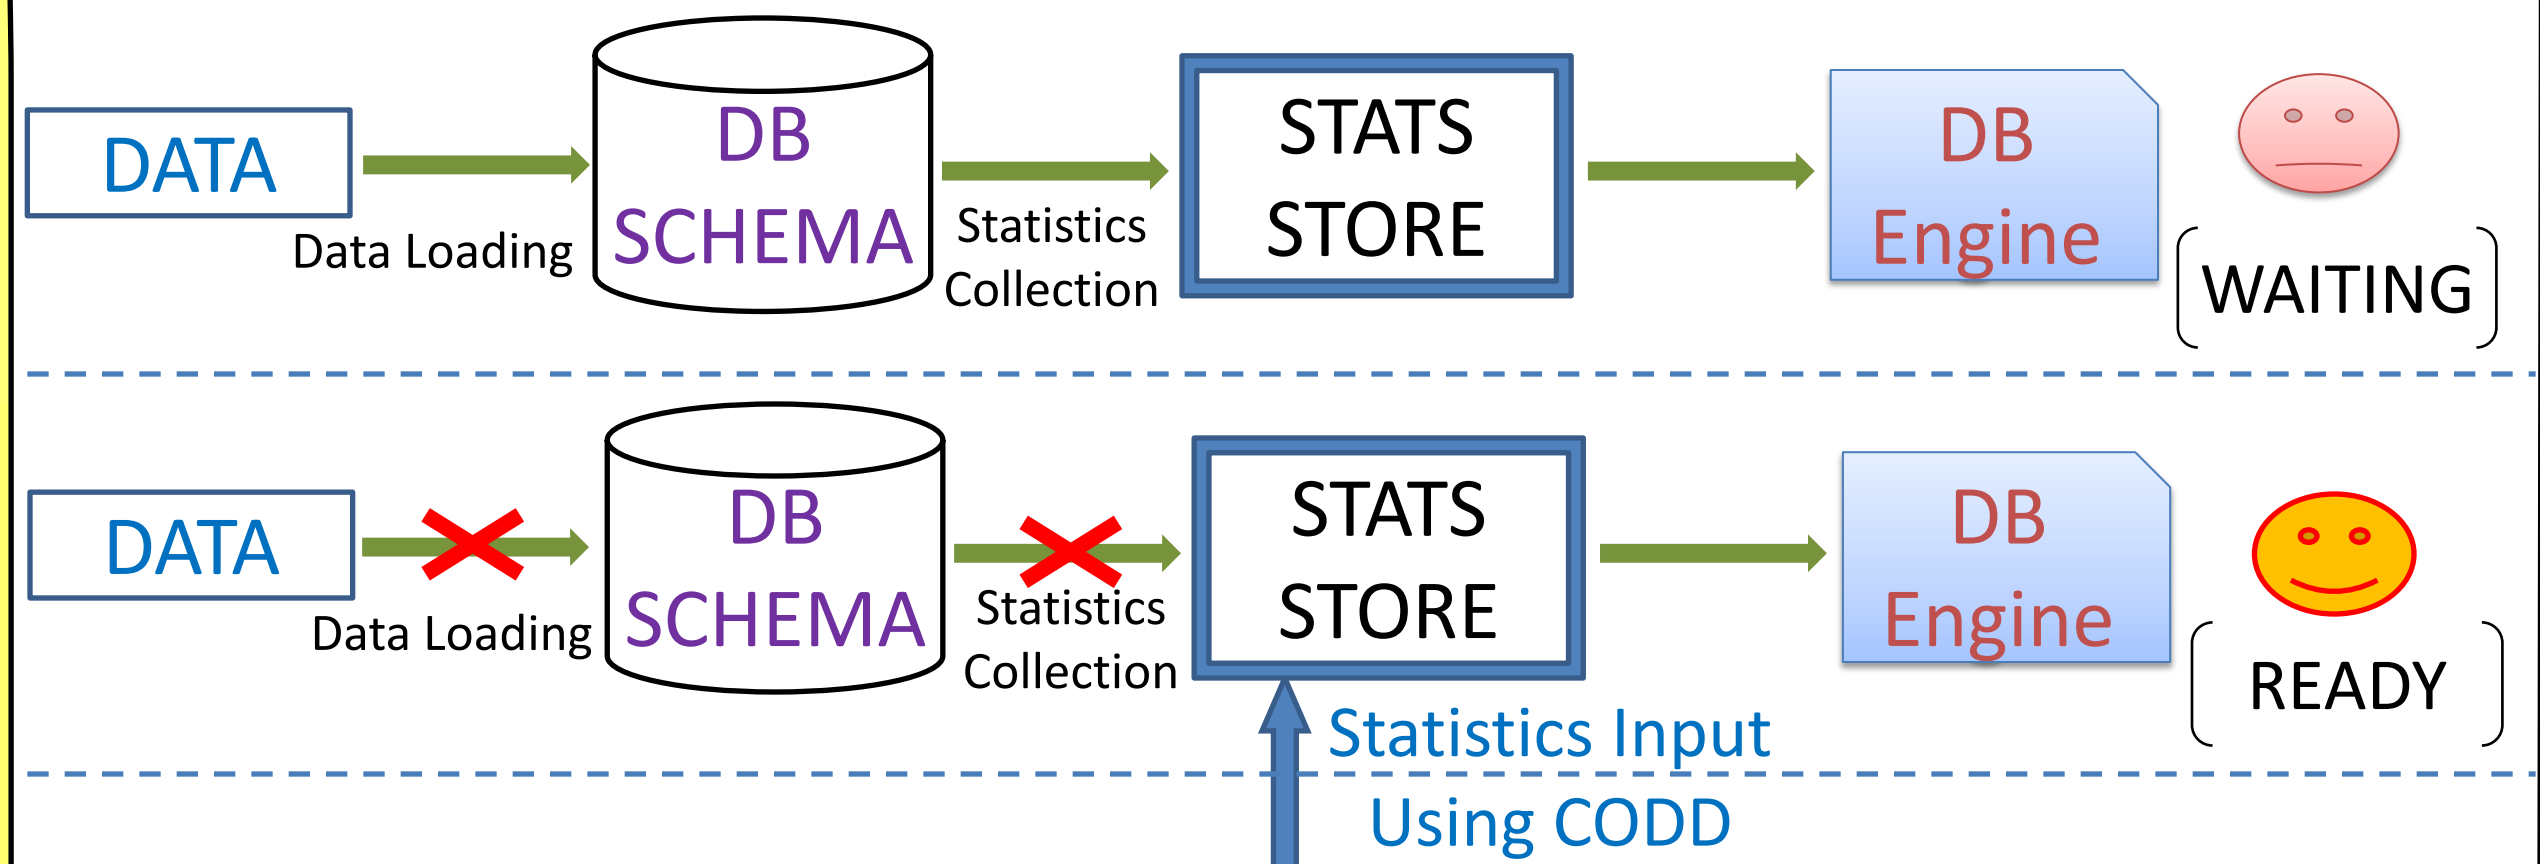 DATA
Data Loading
DB
SCHEMA
Statistics
Collection
STATS
STORE
DB
Engine
WAITING
DATA
Data Loading
DB
SCHEMA
Statistics
Collection
STATS
STORE
DB
Engine
READY
Statistics Input
Using CODD